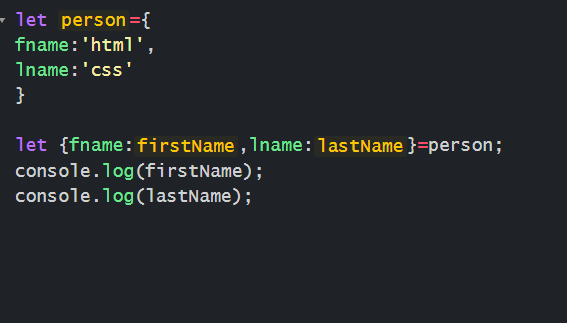 let person={
fname:'html',
lname:'css'
}
let {fname:firstName,lname:lastName}=person;
console.log(firstName);
console.log(lastName);